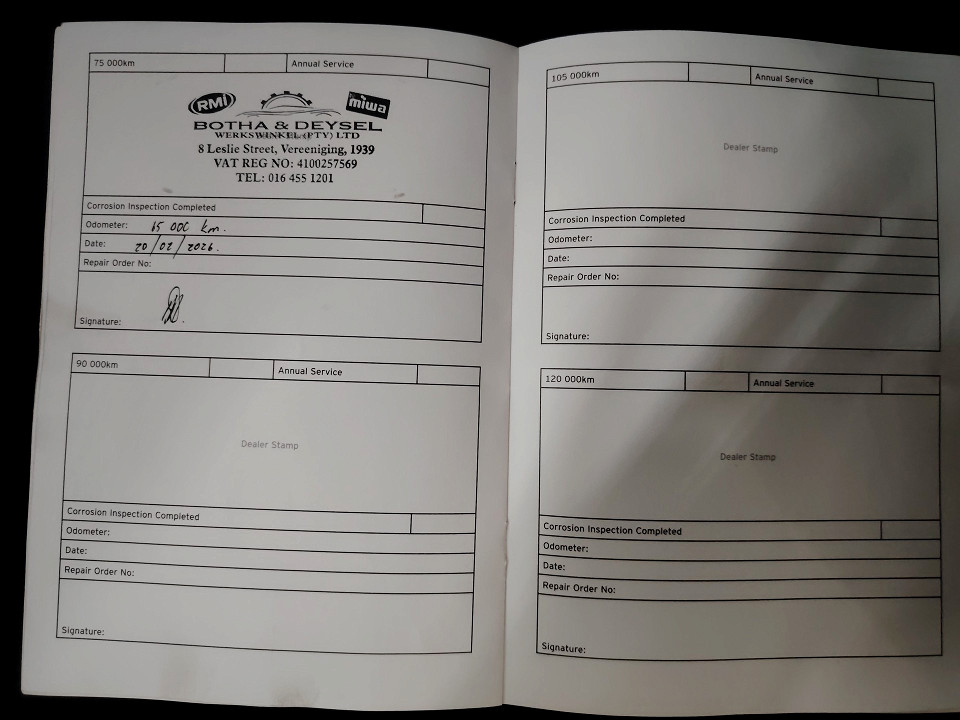 75 000km
Annual Service
RMI
miwa
BOTHA & DEYSEL
WERKSWINKEL (PTY) LTD
8 Leslie Street, Vereeniging, 1939
VAT REG NO: 4100257569
TEL: 016 455 1201
Corrosion Inspection Completed
Odometer: 65 000 km.
Date: 20/02/2026.
Repair Order No:
Signature:
90 000km
Annual Service
Dealer Stamp
Corrosion Inspection Completed
Odometer:
Date:
Repair Order No:
Signature:
105 000km
Annual Service
Dealer Stamp
Corrosion Inspection Completed
Odometer:
Date:
Repair Order No:
Signature:
120 000km
Annual Service
Dealer Stamp
Corrosion Inspection Completed
Odometer:
Date:
Repair Order No:
Signature: